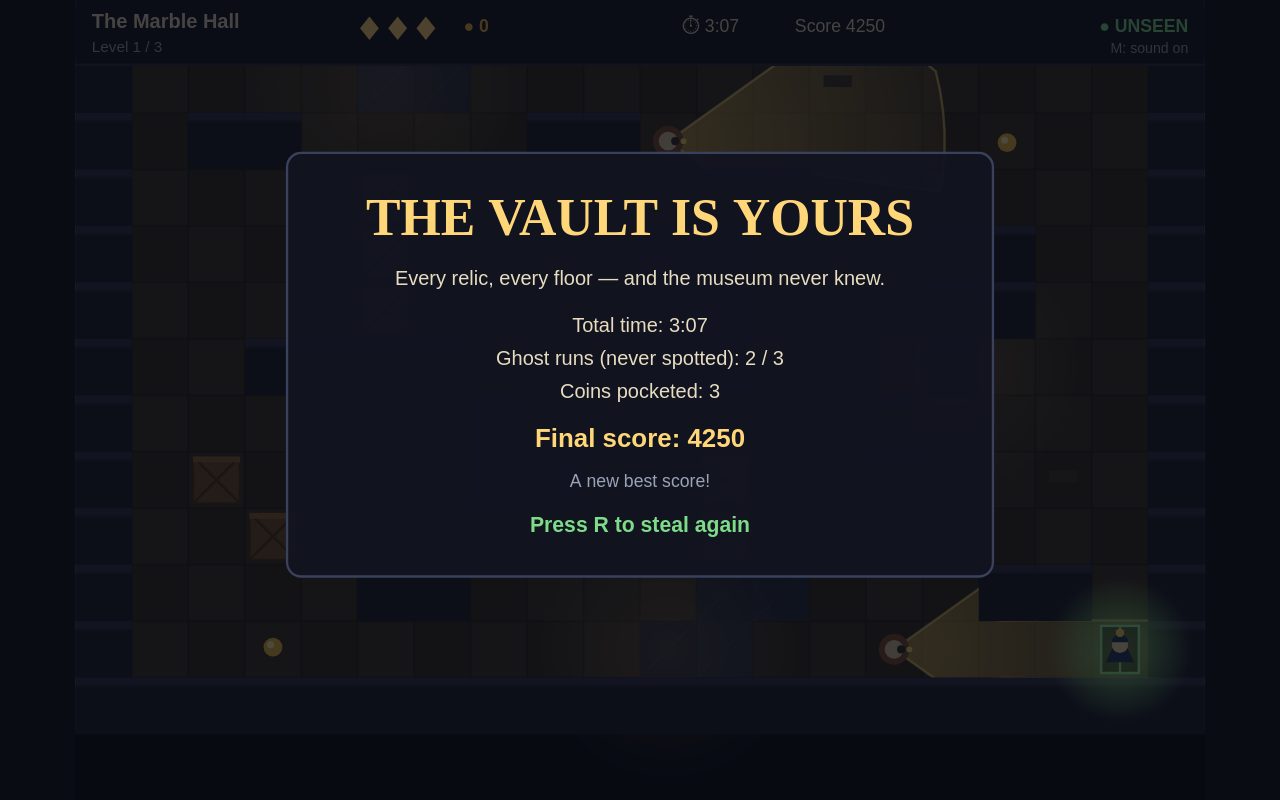 The Marble Hall
Level 1 / 3
0
3:07
Score 4250
● UNSEEN
M: sound on
THE VAULT IS YOURS
Every relic, every floor — and the museum never knew.
Total time: 3:07
Ghost runs (never spotted): 2 / 3
Coins pocketed: 3
Final score: 4250
A new best score!
Press R to steal again